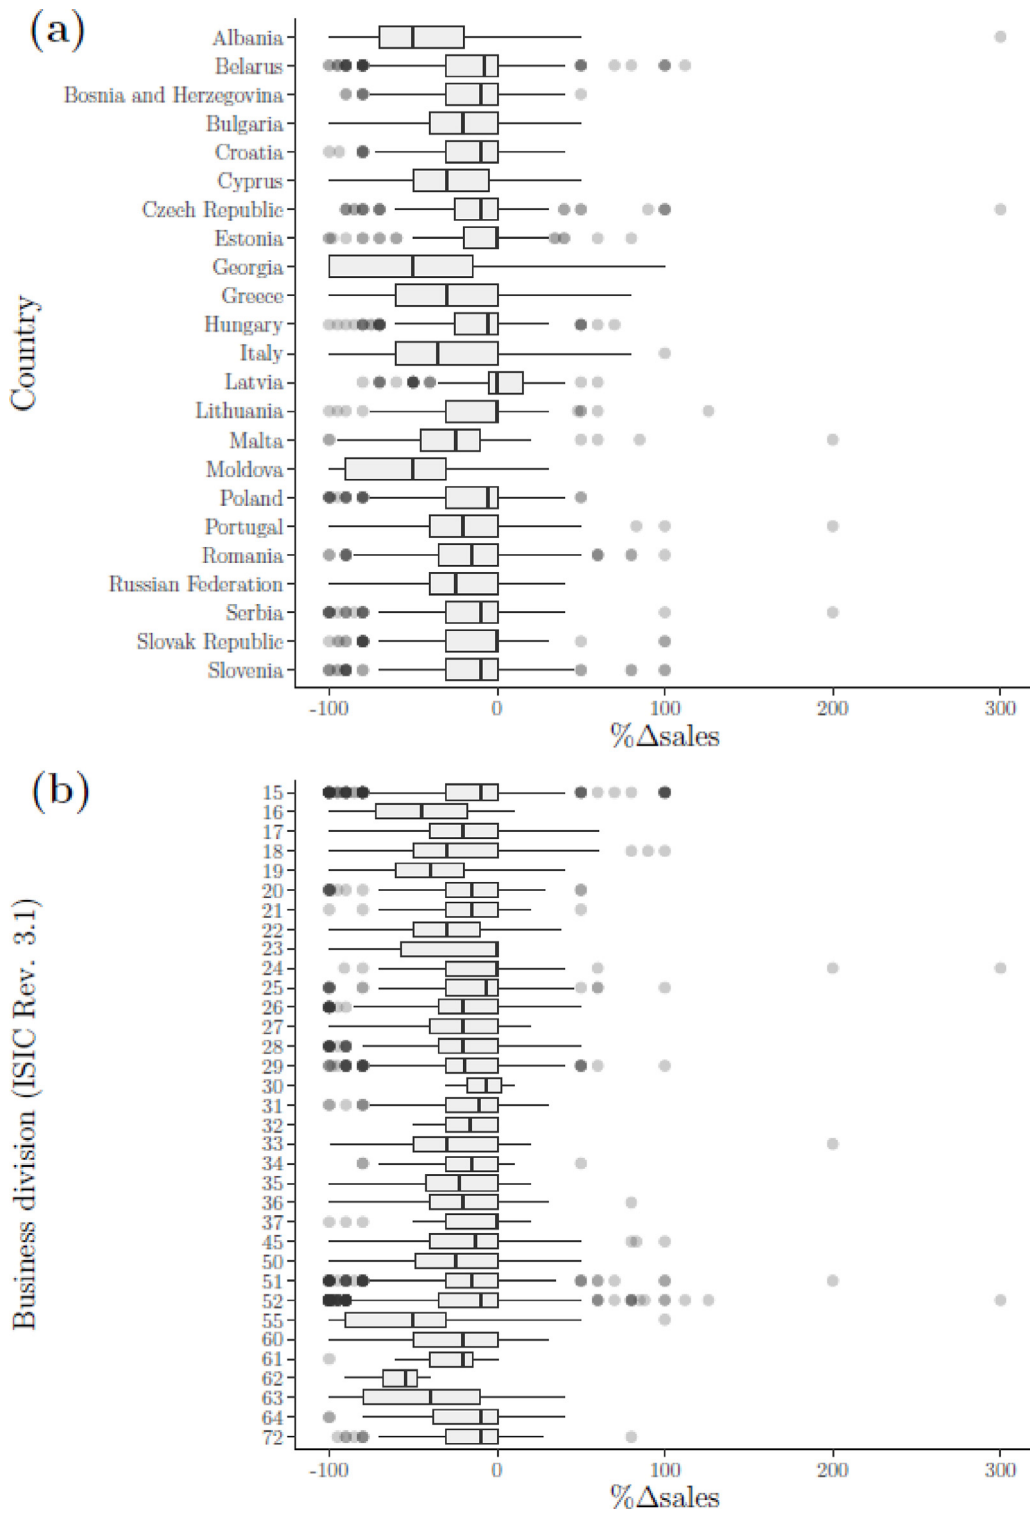 (a)
Country
Albania
Belarus
Bosnia and Herzegovina
Bulgaria
Croatia
Cyprus
Czech Republic
Estonia
Georgia
Greece
Hungary
Italy
Latvia
Lithuania
Malta
Moldova
Poland
Portugal
Romania
Russian Federation
Serbia
Slovak Republic
Slovenia
-100 0 100 200 300
%Δsales
(b)
Business division (ISIC Rev. 3.1)
15
16
17
18
19
20
21
22
23
24
25
26
27
28
29
30
31
32
33
34
35
36
37
45
50
51
52
55
60
61
62
63
64
72
-100 0 100 200 300
%Δsales